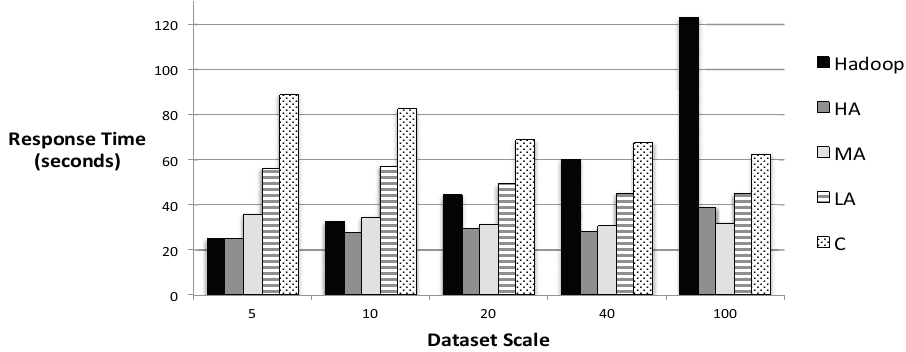 120
100
80
60
40
20
0
Response Time
(seconds)
5 10 20 40 100
Dataset Scale
Hadoop
HA
MA
LA
C